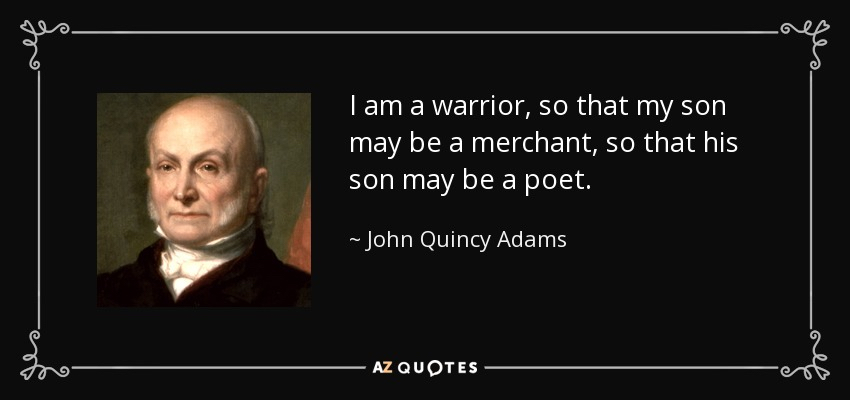 I am a warrior, so that my son
may be a merchant, so that his
son may be a poet.
~ John Quincy Adams
AZ QUOTES